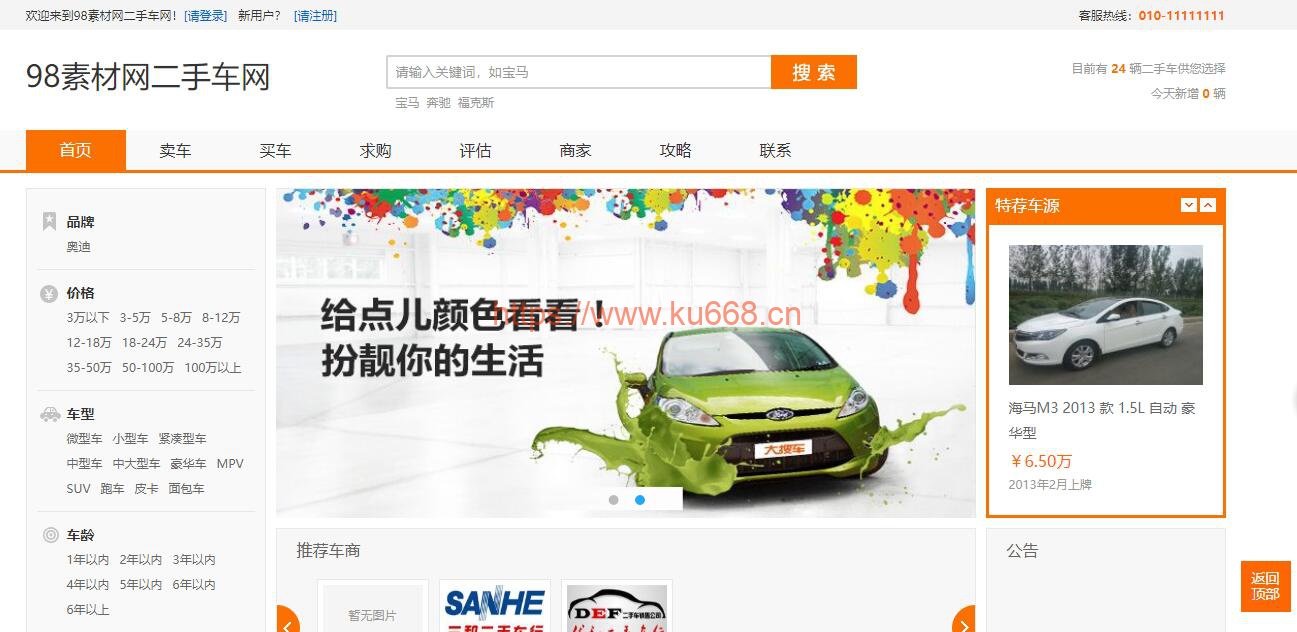 欢迎来到98素材网二手车网! [请登录] 新用户? [请注册]
客服热线: 010-11111111
98素材网二手车网
请输入关键词，如宝马
搜 索
宝马 奔驰 福克斯
目前有 24 辆二手车供您选择
今天新增 0 辆
首页 卖车 买车 求购 评估 商家 攻略 联系
品牌
奥迪
价格
3万以下 3-5万 5-8万 8-12万
12-18万 18-24万 24-35万
35-50万 50-100万 100万以上
车型
微型车 小型车 紧凑型车
中型车 中大型车 豪华车 MPV
SUV 跑车 皮卡 面包车
车龄
1年以内 2年以内 3年以内
4年以内 5年以内 6年以内
6年以上
给点儿颜色看看！
扮靓你的生活
https://www.ku668.cn
Ford
大搜车
特荐车源
海马M3 2013 款 1.5L 自动 豪
华型
￥6.50万
2013年2月上牌
推荐车商
暂无图片
SANHE
三和二手车行
DEF 二手车销售公司
公告
返回
顶部